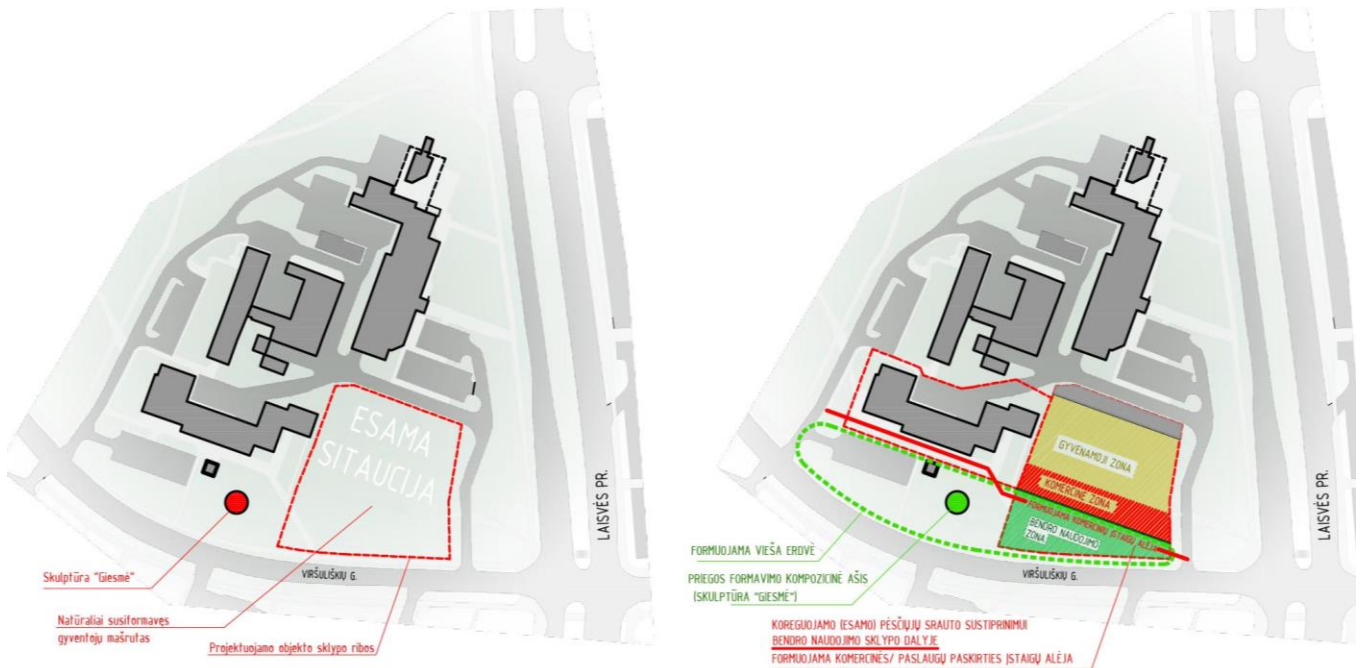 LAISVĖS PR.
ESAMA
SITAUCIJA
Skulptūra "Giesmė"
VIRŠULIŠKIŲ G.
Natūraliai susiformavęs
gyventojų mašrutas
Projektuojamo objekto sklypo ribos
LAISVĖS PR.
GYVENAMOJI ZONA
KOMERCINĖ ZONA
FORMUOJAMA KOMERCINIŲ ĮSTAIGŲ ALĖJA
BENDRO NAUDOJIMO
ZONA
FORMUOJAMA VIEŠA ERDVĖ
VIRŠULIŠKIŲ G.
PRIEGOS FORMAVIMO KOMPOZICINĖ AŠIS
(SKULPTŪRA "GIESMĖ")
KOREGUOJAMO (ESAMO) PĖSČIŲJŲ SRAUTO SUSTIPRINIMUI
BENDRO NAUDOJIMO SKLYPO DALYJE
FORMUOJAMA KOMERCINĖS/ PASLAUGŲ PASKIRTIES ĮSTAIGŲ ALĖJA